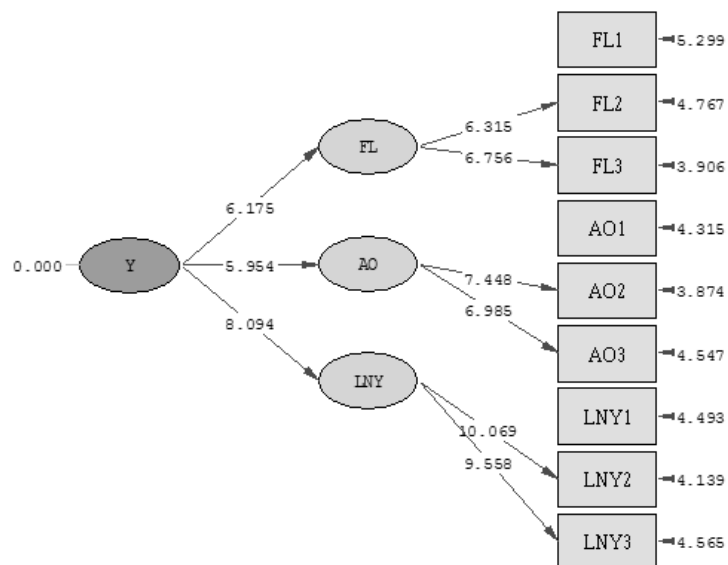 FL1
5.299
FL2
4.767
6.315
FL
6.756
FL3
3.906
6.175
AO1
4.315
0.000
Y
5.954
AO
7.448
AO2
3.874
6.985
8.094
AO3
4.547
LNY
LNY1
4.493
10.069
9.558
LNY2
4.139
LNY3
4.565